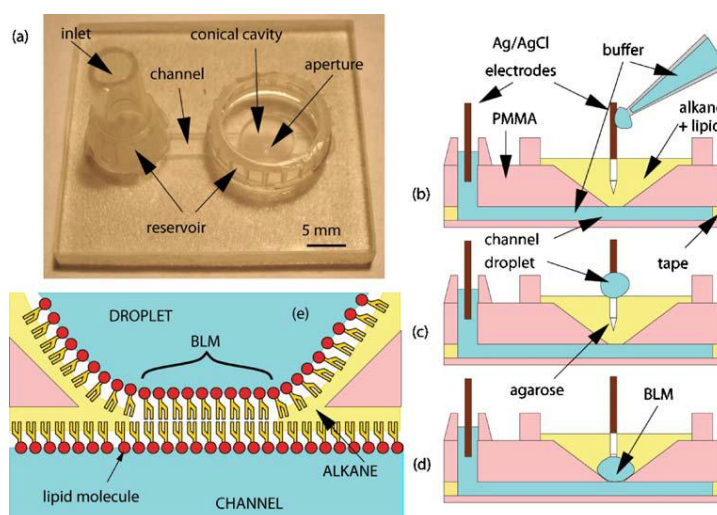 (a)
inlet
conical cavity
channel
aperture
reservoir
5 mm
Ag/AgCl
electrodes
buffer
PMMA
alkane
+ lipid
(b)
channel
droplet
tape
(c)
agarose
BLM
(d)
DROPLET
(e)
BLM
ALKANE
lipid molecule
CHANNEL